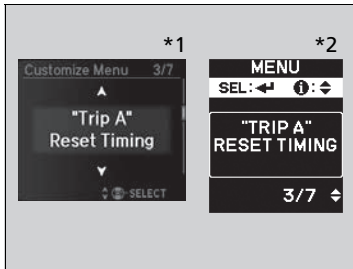 *1
Customize Menu 3/7
"Trip A"
Reset Timing
SELECT
*2
MENU
SEL: i:
"TRIP A"
RESET TIMING
3/7